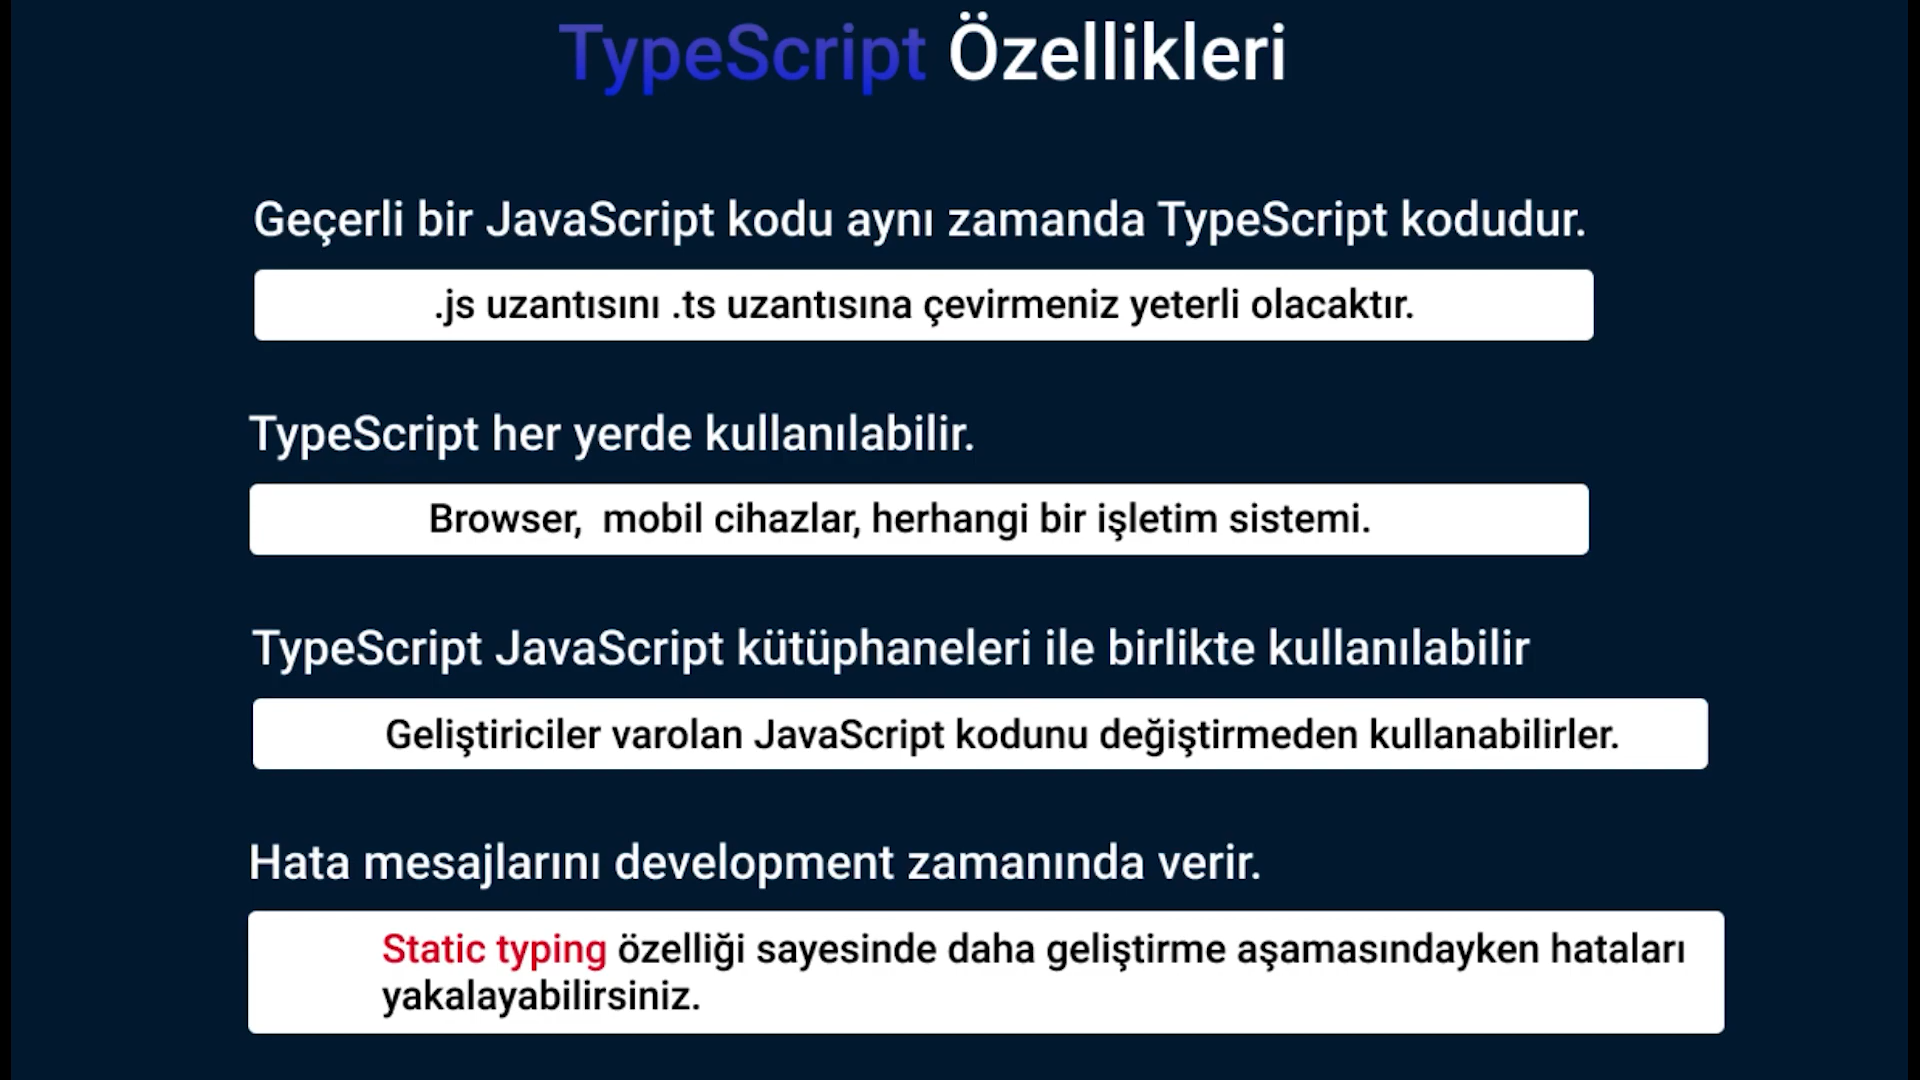 TypeScript Özellikleri
Geçerli bir JavaScript kodu aynı zamanda TypeScript kodudur.
.js uzantısını .ts uzantısına çevirmeniz yeterli olacaktır.
TypeScript her yerde kullanılabilir.
Browser,  mobil cihazlar, herhangi bir işletim sistemi.
TypeScript JavaScript kütüphaneleri ile birlikte kullanılabilir
Geliştiriciler varolan JavaScript kodunu değiştirmeden kullanabilirler.
Hata mesajlarını development zamanında verir.
Static typing özelliği sayesinde daha geliştirme aşamasındayken hataları
yakalayabilirsiniz.